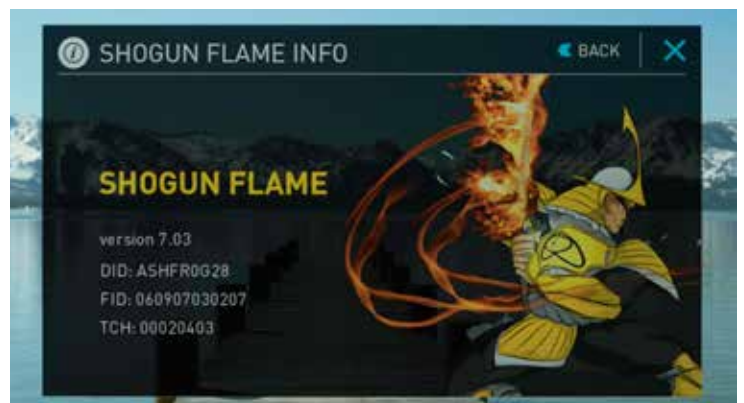 SHOGUN FLAME INFO
BACK
SHOGUN FLAME
version 7.03
DID: ASHFR0G28
FID: 060907030207
TCH: 00020403